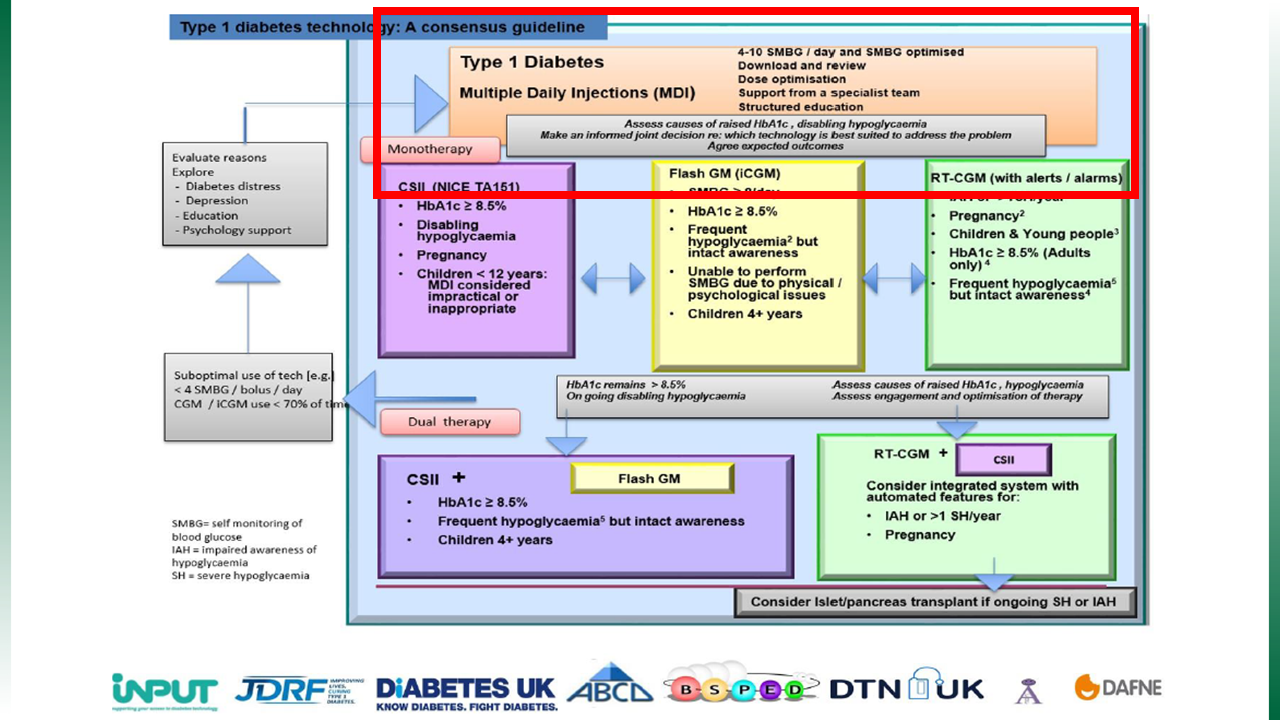 Type 1 diabetes technology: A consensus guideline
Type 1 Diabetes
Multiple Daily Injections (MDI)
4-10 SMBG / day and SMBG optimised
Download and review
Dose optimisation
Support from a specialist team
Structured education
Assess causes of raised HbA1c , disabling hypoglycaemia
Make an informed joint decision re: which technology is best suited to address the problem
Agree expected outcomes
Monotherapy
Evaluate reasons
Explore
- Diabetes distress
- Depression
- Education
- Psychology support
CSII (NICE TA151)
• HbA1c ≥ 8.5%
• Disabling
hypoglycaemia
• Pregnancy
• Children < 12 years:
MDI considered
impractical or
inappropriate
Flash GM (iCGM)
• SMBG ≥ 8/day
• HbA1c ≥ 8.5%
• Frequent
hypoglycaemia² but
intact awareness
• Unable to perform
SMBG due to physical /
psychological issues
• Children 4+ years
RT-CGM (with alerts / alarms)
• Pregnancy²
• Children & Young people³
• HbA1c ≥ 8.5% (Adults
only) ⁴
• Frequent hypoglycaemia⁵
but intact awareness⁴
Suboptimal use of tech [e.g.]
< 4 SMBG / bolus / day
CGM / iCGM use < 70% of time
HbA1c remains > 8.5%
On going disabling hypoglycaemia
Assess causes of raised HbA1c , hypoglycaemia
Assess engagement and optimisation of therapy
Dual therapy
CSII +
Flash GM
• HbA1c ≥ 8.5%
• Frequent hypoglycaemia⁵ but intact awareness
• Children 4+ years
RT-CGM +
CSII
Consider integrated system with
automated features for:
• IAH or >1 SH/year
• Pregnancy
SMBG= self monitoring of
blood glucose
IAH = impaired awareness of
hypoglycaemia
SH = severe hypoglycaemia
Consider Islet/pancreas transplant if ongoing SH or IAH
INPUT
JDRF
IMPROVING
LIVES.
CURING
TYPE 1
DIABETES.
DIABETES UK
KNOW DIABETES. FIGHT DIABETES.
ABCD
B-S-P-E-D
DTN UK
DAFNE